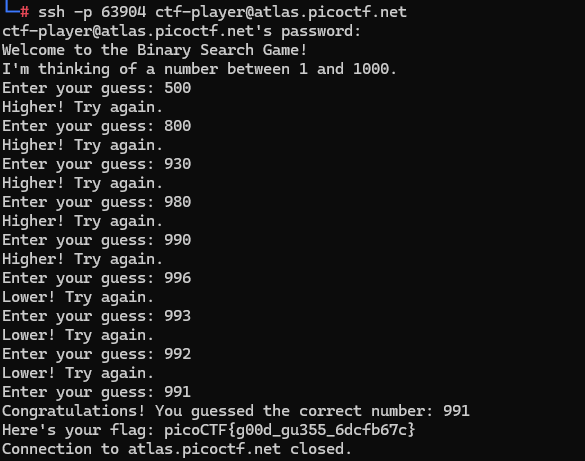 └─# ssh -p 63904 ctf-player@atlas.picoctf.net
ctf-player@atlas.picoctf.net's password:
Welcome to the Binary Search Game!
I'm thinking of a number between 1 and 1000.
Enter your guess: 500
Higher! Try again.
Enter your guess: 800
Higher! Try again.
Enter your guess: 930
Higher! Try again.
Enter your guess: 980
Higher! Try again.
Enter your guess: 990
Higher! Try again.
Enter your guess: 996
Lower! Try again.
Enter your guess: 993
Lower! Try again.
Enter your guess: 992
Lower! Try again.
Enter your guess: 991
Congratulations! You guessed the correct number: 991
Here's your flag: picoCTF{g00d_gu355_6dcfb67c}
Connection to atlas.picoctf.net closed.